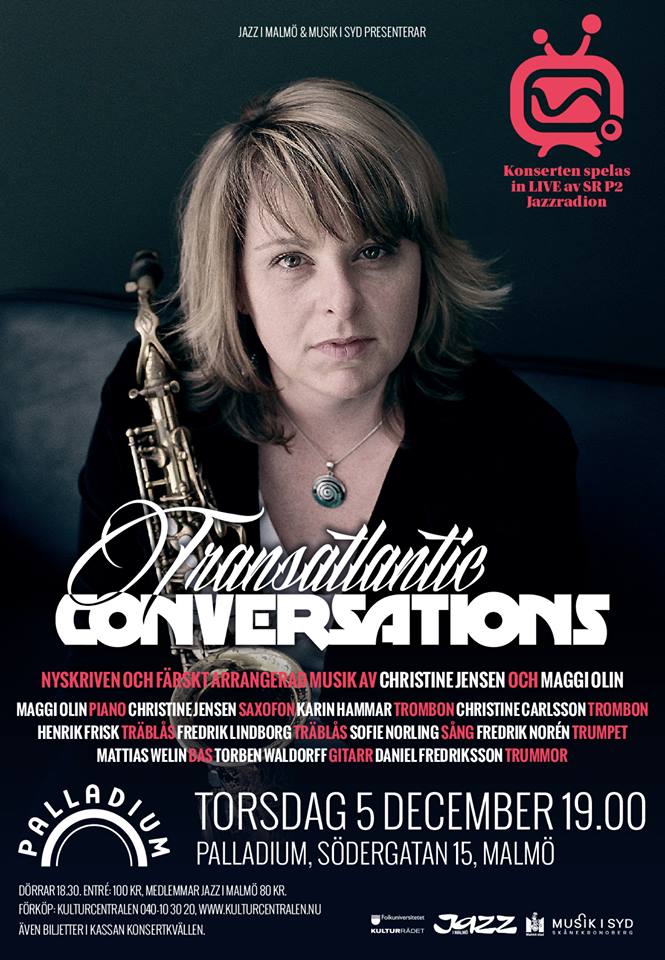 JAZZ I MALMÖ & MUSIK I SYD PRESENTERAR
Konserten spelas
in LIVE av SR P2
Jazzradion
Transatlantic
CONVERSATIONS
NYSKRIVEN OCH FÄRSKT ARRANGERAD MUSIK AV CHRISTINE JENSEN OCH MAGGI OLIN
MAGGI OLIN PIANO CHRISTINE JENSEN SAXOFON KARIN HAMMAR TROMBON CHRISTINE CARLSSON TROMBON
HENRIK FRISK TRÄBLÅS FREDRIK LINDBORG TRÄBLÅS SOFIE NORLING SÅNG FREDRIK NORÉN TRUMPET
MATTIAS WELIN BAS TORBEN WALDORFF GITARR DANIEL FREDRIKSSON TRUMMOR
PALLADIUM
TORSDAG 5 DECEMBER 19.00
PALLADIUM, SÖDERGATAN 15, MALMÖ
DÖRRAR 18.30. ENTRÉ: 100 KR, MEDLEMMAR JAZZ I MALMÖ 80 KR.
FÖRKÖP: KULTURCENTRALEN 040-10 30 20, WWW.KULTURCENTRALEN.NU
ÄVEN BILJETTER I KASSAN KONSERTKVÄLLEN.
Folkuniversitetet
KULTURRÅDET
JAZZ
I MALMÖ
Malmö stad
MUSIK I SYD
SKÅNEKRONOBERG